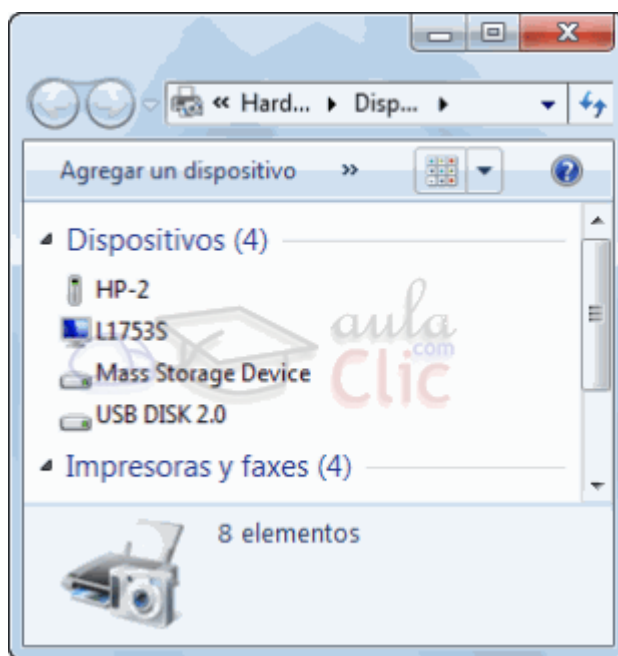 « Hard... Disp...
Agregar un dispositivo »
Dispositivos (4)
HP-2
L1753S
Mass Storage Device
USB DISK 2.0
aula
.com
Clic
Impresoras y faxes (4)
8 elementos